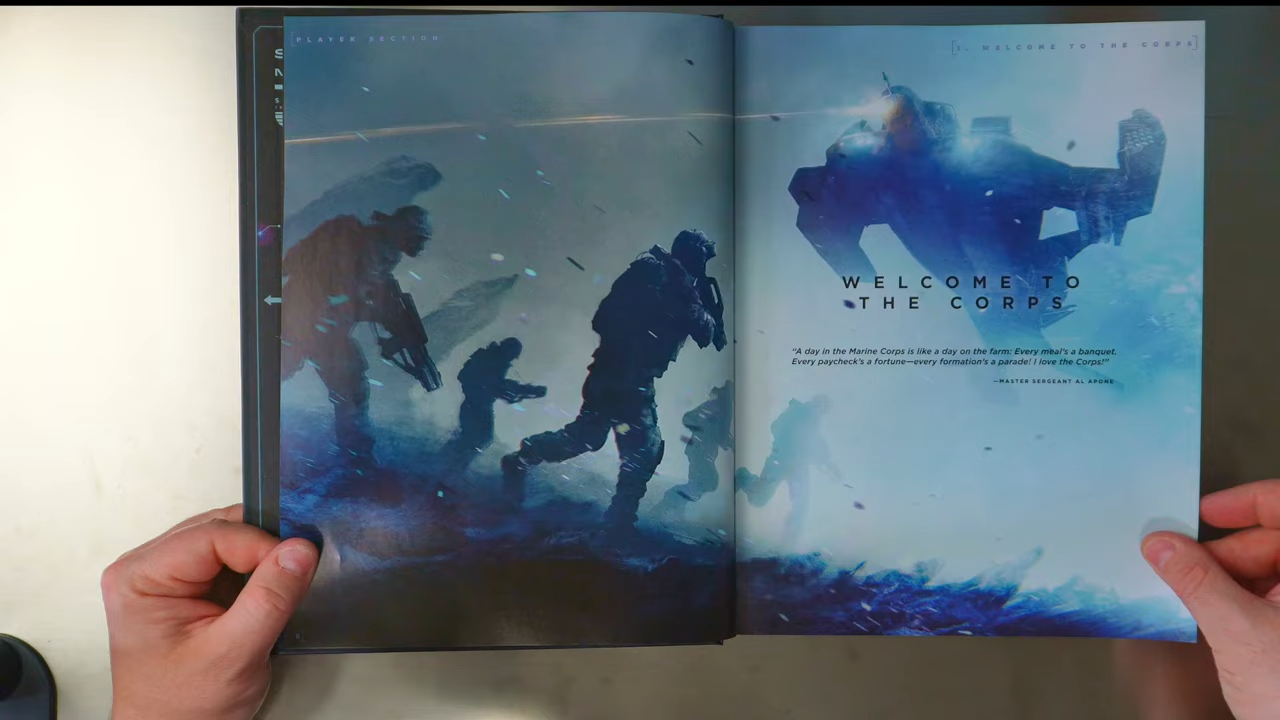 [PLAYER SECTION
[1. WELCOME TO THE CORPS]
WELCOME TO
THE CORPS
“A day in the Marine Corps is like a day on the farm: Every meal’s a banquet.
Every paycheck’s a fortune—every formation’s a parade! I love the Corps!”
—MASTER SERGEANT AL APONE